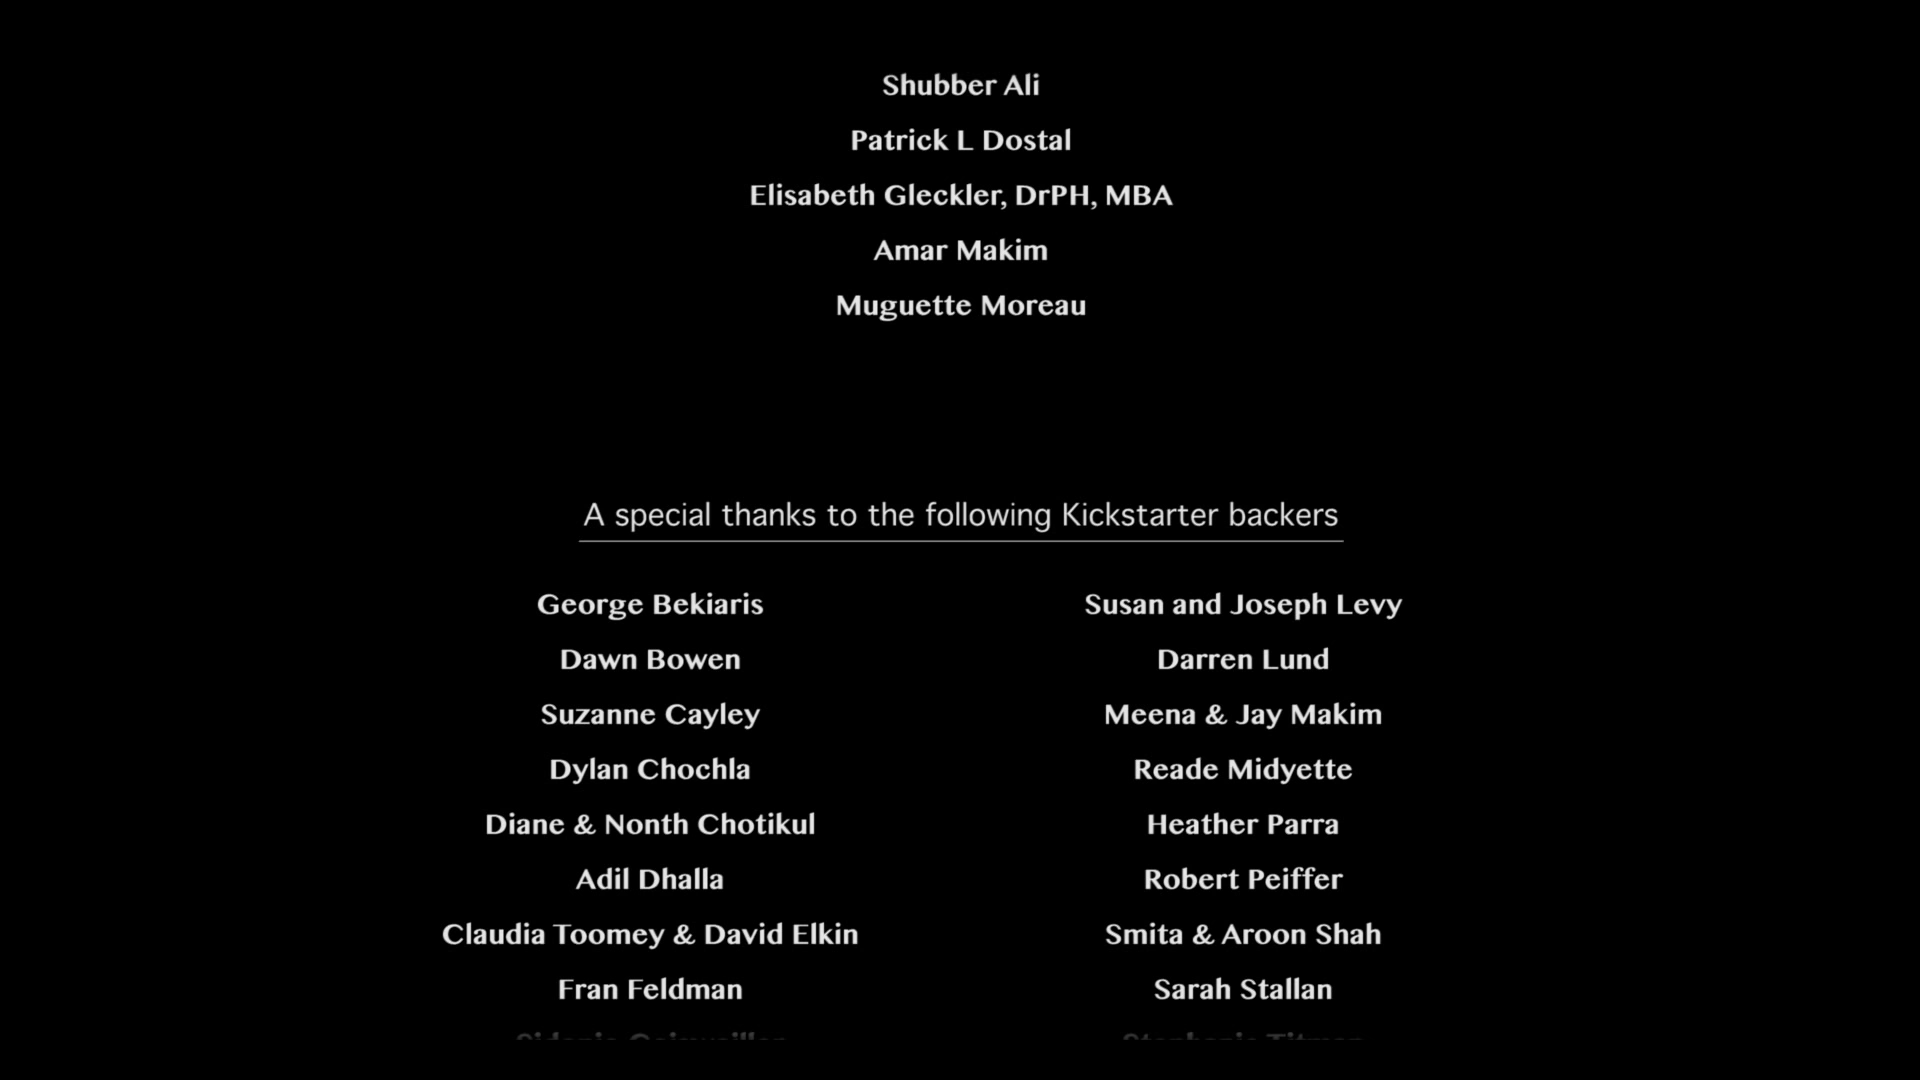 Shubber Ali
Patrick L Dostal
Elisabeth Gleckler, DrPH, MBA
Amar Makim
Muguette Moreau
A special thanks to the following Kickstarter backers
George Bekiaris
Susan and Joseph Levy
Dawn Bowen
Darren Lund
Suzanne Cayley
Meena & Jay Makim
Dylan Chochla
Reade Midyette
Diane & Nonth Chotikul
Heather Parra
Adil Dhalla
Robert Peiffer
Claudia Toomey & David Elkin
Smita & Aroon Shah
Fran Feldman
Sarah Stallan